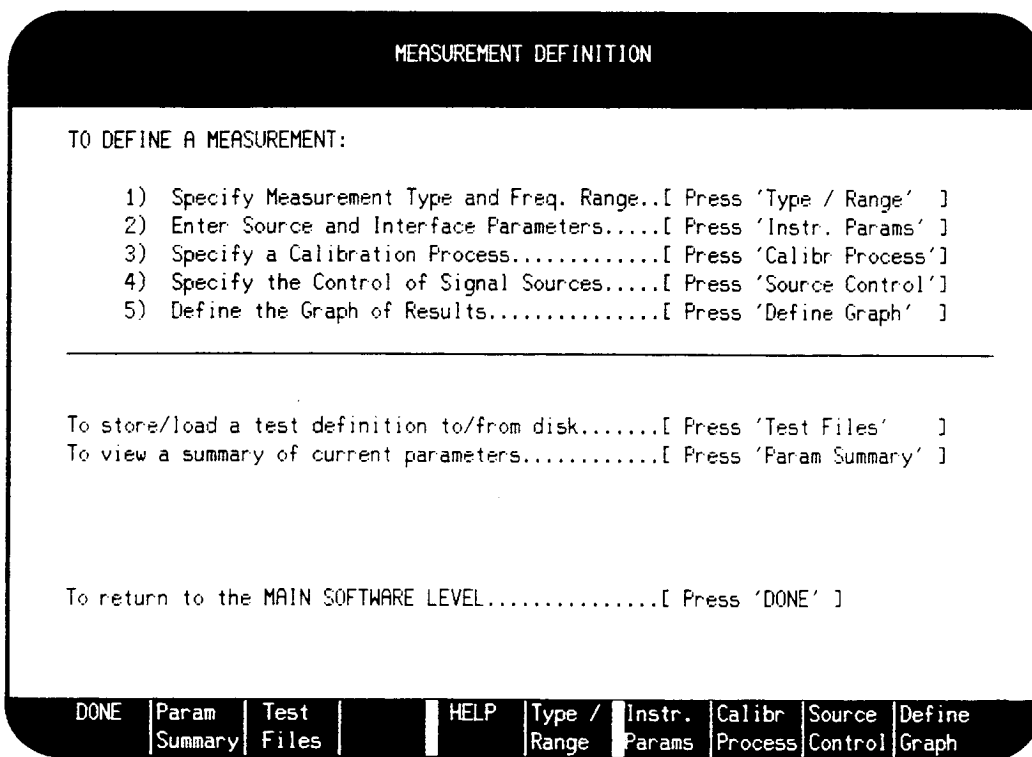 MEASUREMENT DEFINITION
TO DEFINE A MEASUREMENT:
1) Specify Measurement Type and Freq. Range..[ Press 'Type / Range' ]
2) Enter Source and Interface Parameters.....[ Press 'Instr. Params' ]
3) Specify a Calibration Process.............[ Press 'Calibr Process']
4) Specify the Control of Signal Sources.....[ Press 'Source Control']
5) Define the Graph of Results...............[ Press 'Define Graph' ]
To store/load a test definition to/from disk.......[ Press 'Test Files' ]
To view a summary of current parameters............[ Press 'Param Summary' ]
To return to the MAIN SOFTWARE LEVEL...............[ Press 'DONE' ]
DONE Param Test HELP Type / Instr. Calibr Source Define
Summary Files Range Params Process Control Graph